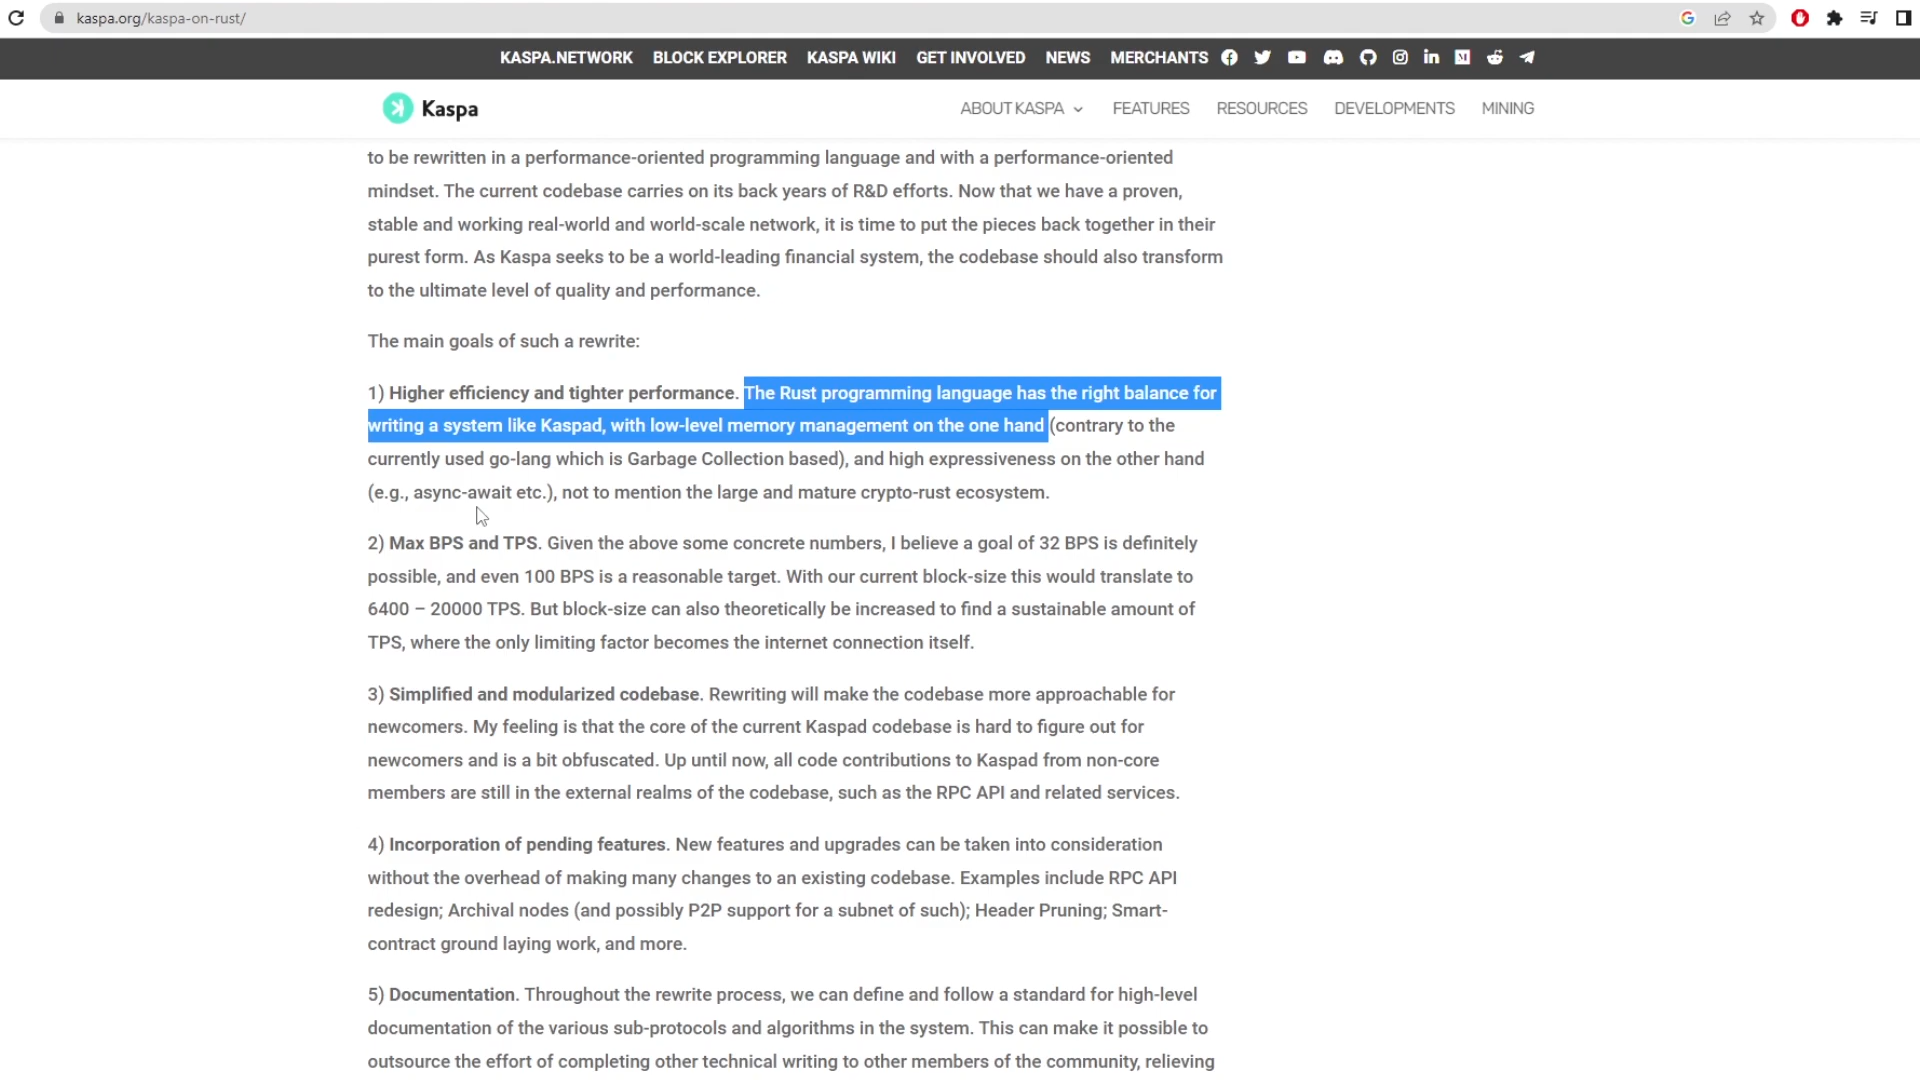 kaspa.org/kaspa-on-rust/
KASPA.NETWORK BLOCK EXPLORER KASPA WIKI GET INVOLVED NEWS MERCHANTS
Kaspa
ABOUT KASPA FEATURES RESOURCES DEVELOPMENTS MINING
to be rewritten in a performance-oriented programming language and with a performance-oriented
mindset. The current codebase carries on its back years of R&D efforts. Now that we have a proven,
stable and working real-world and world-scale network, it is time to put the pieces back together in their
purest form. As Kaspa seeks to be a world-leading financial system, the codebase should also transform
to the ultimate level of quality and performance.
The main goals of such a rewrite:
1) Higher efficiency and tighter performance. The Rust programming language has the right balance for
writing a system like Kaspad, with low-level memory management on the one hand (contrary to the
currently used go-lang which is Garbage Collection based), and high expressiveness on the other hand
(e.g., async-await etc.), not to mention the large and mature crypto-rust ecosystem.
2) Max BPS and TPS. Given the above some concrete numbers, I believe a goal of 32 BPS is definitely
possible, and even 100 BPS is a reasonable target. With our current block-size this would translate to
6400 – 20000 TPS. But block-size can also theoretically be increased to find a sustainable amount of
TPS, where the only limiting factor becomes the internet connection itself.
3) Simplified and modularized codebase. Rewriting will make the codebase more approachable for
newcomers. My feeling is that the core of the current Kaspad codebase is hard to figure out for
newcomers and is a bit obfuscated. Up until now, all code contributions to Kaspad from non-core
members are still in the external realms of the codebase, such as the RPC API and related services.
4) Incorporation of pending features. New features and upgrades can be taken into consideration
without the overhead of making many changes to an existing codebase. Examples include RPC API
redesign; Archival nodes (and possibly P2P support for a subnet of such); Header Pruning; Smart-
contract ground laying work, and more.
5) Documentation. Throughout the rewrite process, we can define and follow a standard for high-level
documentation of the various sub-protocols and algorithms in the system. This can make it possible to
outsource the effort of completing other technical writing to other members of the community, relieving